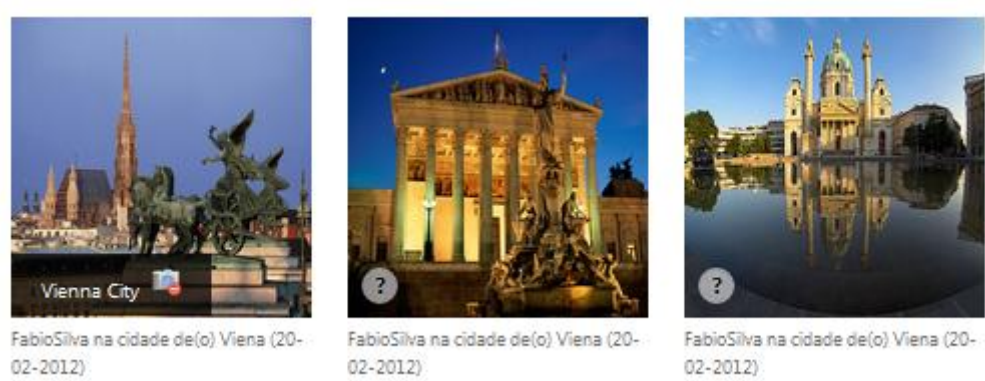 Vienna City
?
?
FabioSilva na cidade de(o) Viena (20-
02-2012)
FabioSilva na cidade de(o) Viena (20-
02-2012)
FabioSilva na cidade de(o) Viena (20-
02-2012)